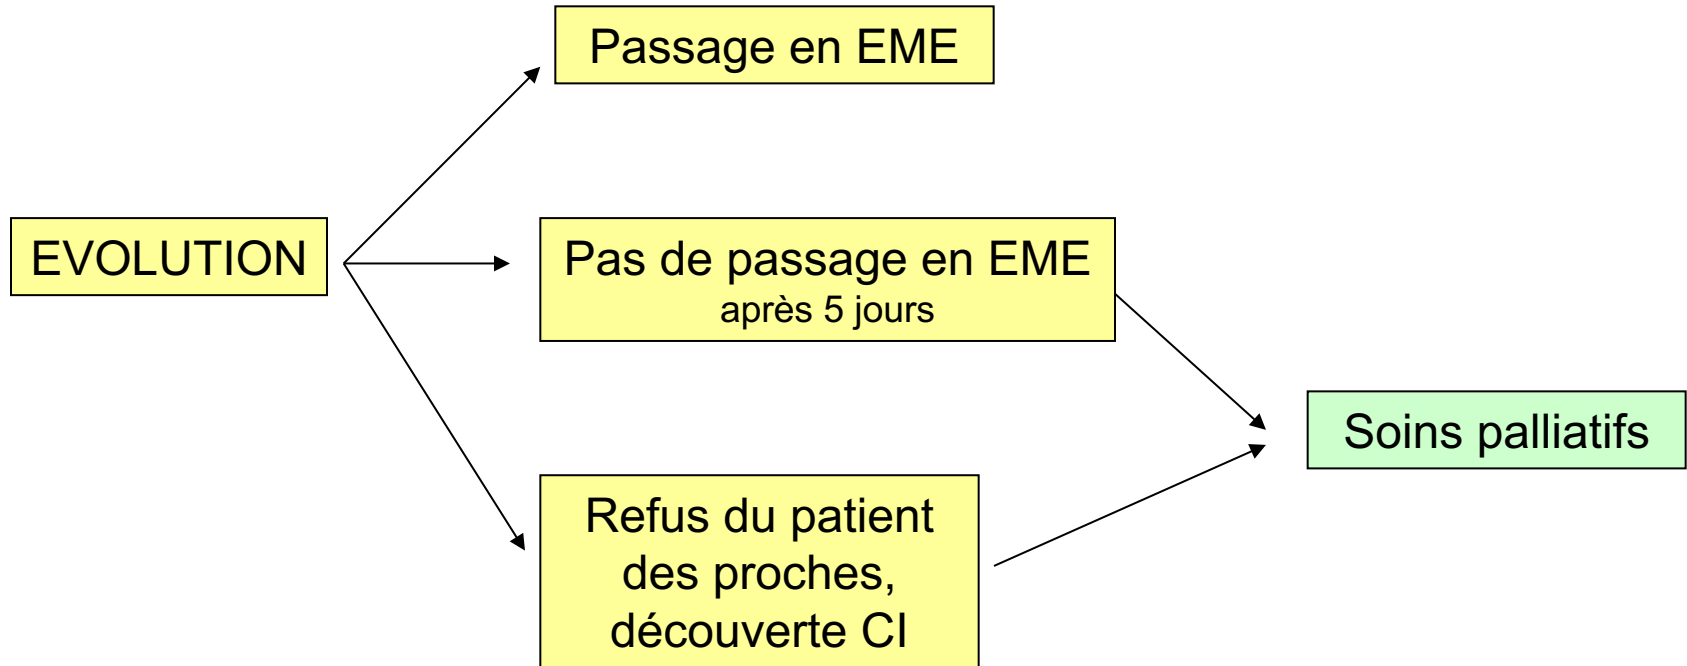 Passage en EME
EVOLUTION
Pas de passage en EME
après 5 jours
Soins palliatifs
Refus du patient
des proches,
découverte CI